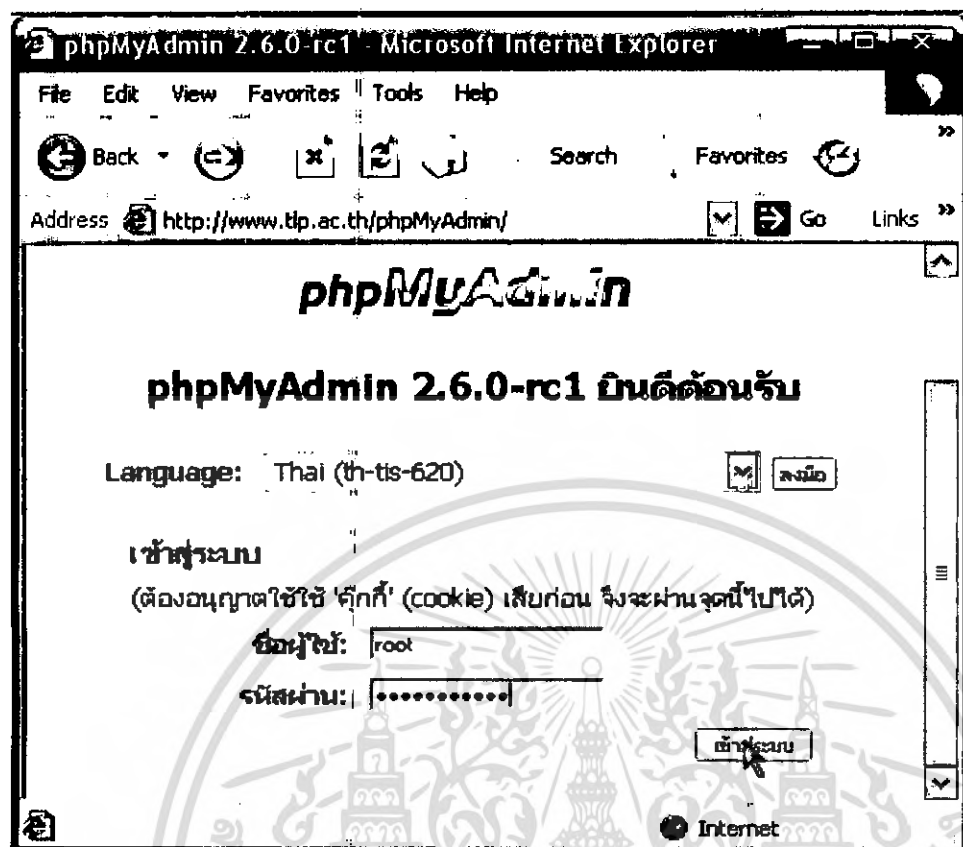 phpMyAdmin 2.6.0-rc1 - Microsoft Internet Explorer
File Edit View Favorites Tools Help
Back Search Favorites »
Address http://www.tlp.ac.th/phpMyAdmin/ Go Links »
phpMyAdmin
phpMyAdmin 2.6.0-rc1 ยินดีต้อนรับ
Language: Thai (th-tis-620) ลงมือ
เข้าสู่ระบบ
(ต้องอนุญาตใช้ใช้ 'คุ๊กกี้' (cookie) เสียก่อน จึงจะผ่านจุดนี้ไปได้)
ชื่อผู้ใช้: root
รหัสผ่าน: •••••••••••
เข้าสู่ระบบ
Internet